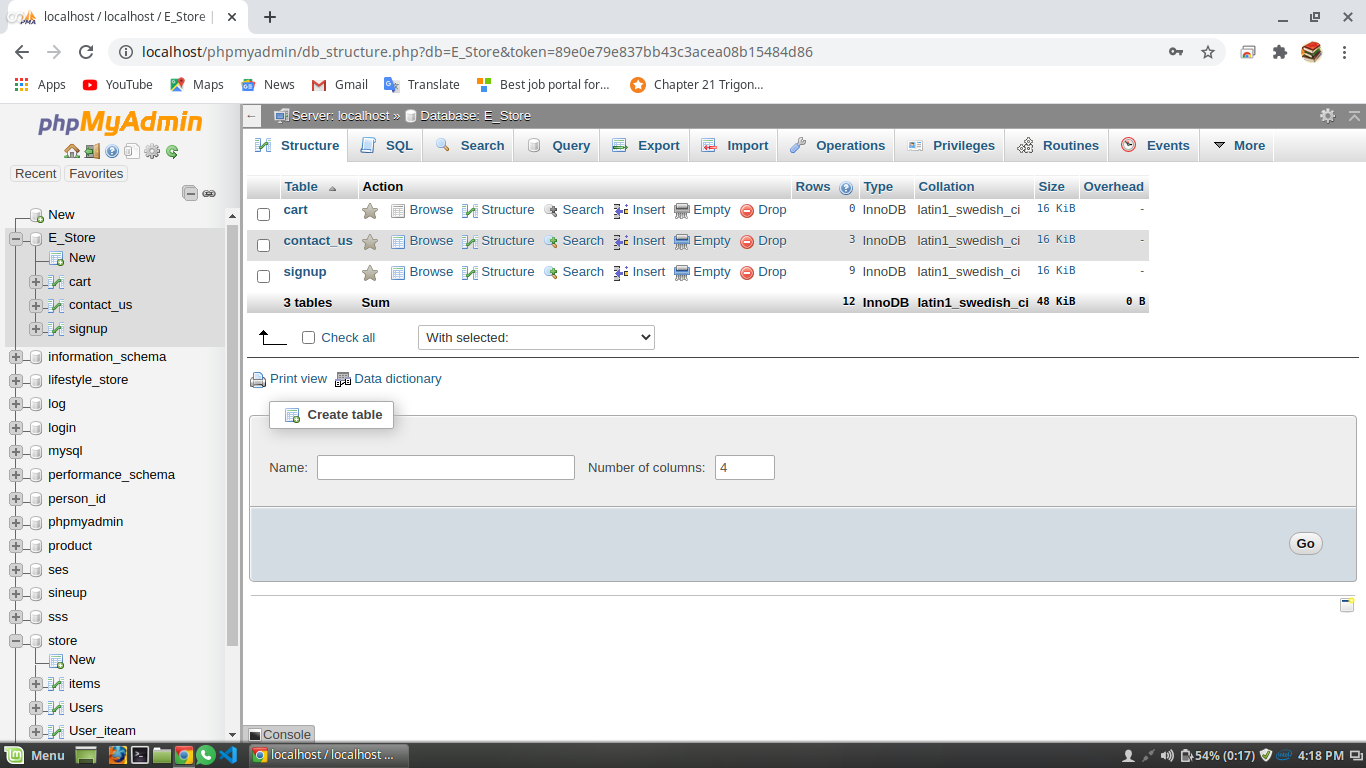 localhost / localhost / E_Store |
localhost/phpmyadmin/db_structure.php?db=E_Store&token=89e0e79e837bb43c3acea08b15484d86
Apps YouTube Maps News Gmail Translate Best job portal for... Chapter 21 Trigon...
phpMyAdmin
Recent Favorites
New
E_Store
New
cart
contact_us
signup
information_schema
lifestyle_store
log
login
mysql
performance_schema
person_id
phpmyadmin
product
ses
sineup
sss
store
New
items
Users
User_iteam
Server: localhost » Database: E_Store
Structure SQL Search Query Export Import Operations Privileges Routines Events More
Table Action Rows Type Collation Size Overhead
cart Browse Structure Search Insert Empty Drop 0 InnoDB latin1_swedish_ci 16 KiB -
contact_us Browse Structure Search Insert Empty Drop 3 InnoDB latin1_swedish_ci 16 KiB -
signup Browse Structure Search Insert Empty Drop 9 InnoDB latin1_swedish_ci 16 KiB -
3 tables Sum 12 InnoDB latin1_swedish_ci 48 KiB 0 B
Check all With selected:
Print view Data dictionary
Create table
Name: Number of columns: 4
Go
Console
Menu localhost / localhost ... 54% (0:17) 4:18 PM